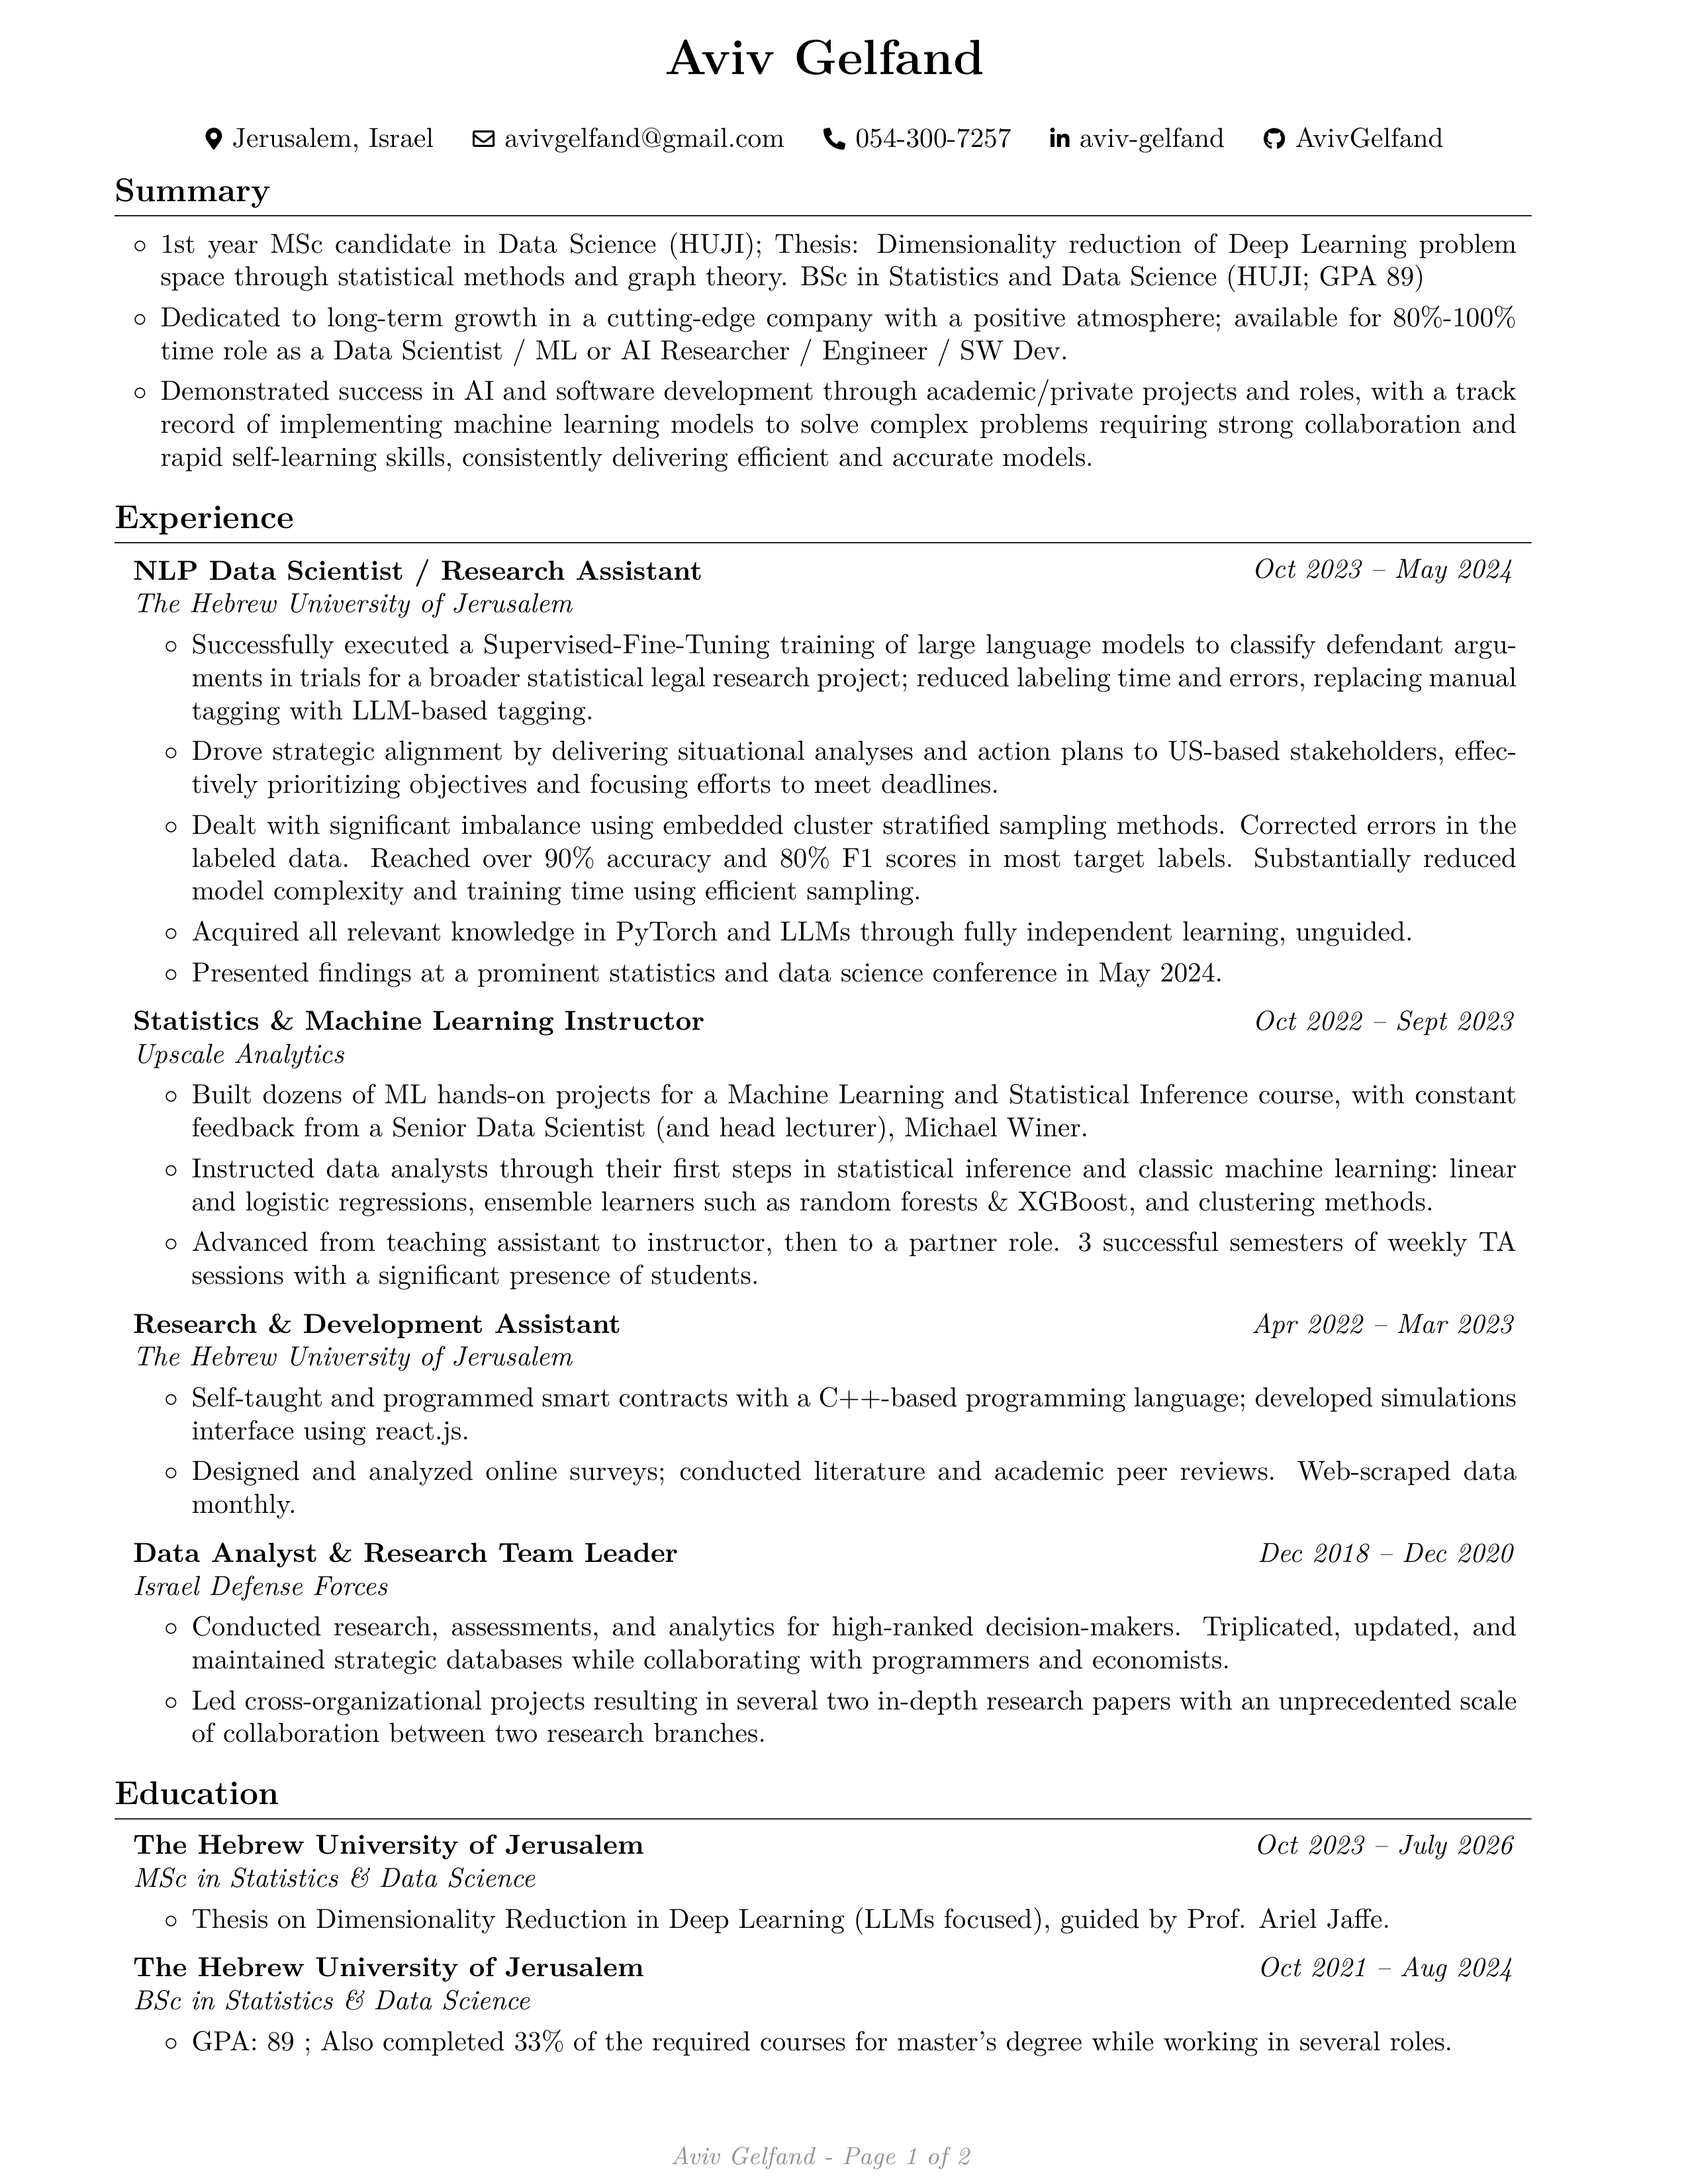 Aviv Gelfand
Jerusalem, Israel avivgelfand@gmail.com 054-300-7257 aviv-gelfand AvivGelfand
Summary
◦ 1st year MSc candidate in Data Science (HUJI); Thesis: Dimensionality reduction of Deep Learning problem
space through statistical methods and graph theory. BSc in Statistics and Data Science (HUJI; GPA 89)
◦ Dedicated to long-term growth in a cutting-edge company with a positive atmosphere; available for 80%-100%
time role as a Data Scientist / ML or AI Researcher / Engineer / SW Dev.
◦ Demonstrated success in AI and software development through academic/private projects and roles, with a track
record of implementing machine learning models to solve complex problems requiring strong collaboration and
rapid self-learning skills, consistently delivering efficient and accurate models.
Experience
NLP Data Scientist / Research Assistant Oct 2023 – May 2024
The Hebrew University of Jerusalem
◦ Successfully executed a Supervised-Fine-Tuning training of large language models to classify defendant argu-
ments in trials for a broader statistical legal research project; reduced labeling time and errors, replacing manual
tagging with LLM-based tagging.
◦ Drove strategic alignment by delivering situational analyses and action plans to US-based stakeholders, effec-
tively prioritizing objectives and focusing efforts to meet deadlines.
◦ Dealt with significant imbalance using embedded cluster stratified sampling methods. Corrected errors in the
labeled data. Reached over 90% accuracy and 80% F1 scores in most target labels. Substantially reduced
model complexity and training time using efficient sampling.
◦ Acquired all relevant knowledge in PyTorch and LLMs through fully independent learning, unguided.
◦ Presented findings at a prominent statistics and data science conference in May 2024.
Statistics & Machine Learning Instructor Oct 2022 – Sept 2023
Upscale Analytics
◦ Built dozens of ML hands-on projects for a Machine Learning and Statistical Inference course, with constant
feedback from a Senior Data Scientist (and head lecturer), Michael Winer.
◦ Instructed data analysts through their first steps in statistical inference and classic machine learning: linear
and logistic regressions, ensemble learners such as random forests & XGBoost, and clustering methods.
◦ Advanced from teaching assistant to instructor, then to a partner role. 3 successful semesters of weekly TA
sessions with a significant presence of students.
Research & Development Assistant Apr 2022 – Mar 2023
The Hebrew University of Jerusalem
◦ Self-taught and programmed smart contracts with a C++-based programming language; developed simulations
interface using react.js.
◦ Designed and analyzed online surveys; conducted literature and academic peer reviews. Web-scraped data
monthly.
Data Analyst & Research Team Leader Dec 2018 – Dec 2020
Israel Defense Forces
◦ Conducted research, assessments, and analytics for high-ranked decision-makers. Triplicated, updated, and
maintained strategic databases while collaborating with programmers and economists.
◦ Led cross-organizational projects resulting in several two in-depth research papers with an unprecedented scale
of collaboration between two research branches.
Education
The Hebrew University of Jerusalem Oct 2023 – July 2026
MSc in Statistics & Data Science
◦ Thesis on Dimensionality Reduction in Deep Learning (LLMs focused), guided by Prof. Ariel Jaffe.
The Hebrew University of Jerusalem Oct 2021 – Aug 2024
BSc in Statistics & Data Science
◦ GPA: 89 ; Also completed 33% of the required courses for master's degree while working in several roles.
Aviv Gelfand - Page 1 of 2